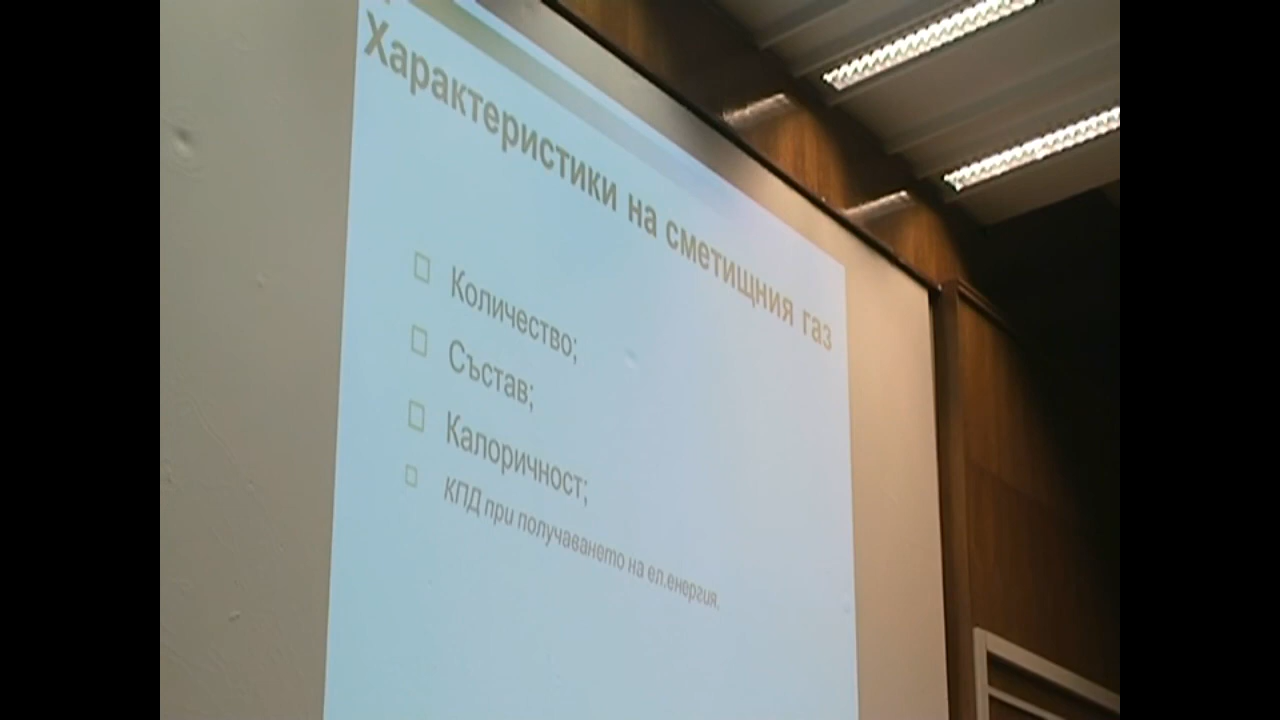 Характеристики на сметищния газ
Количество;
Състав;
Калоричност;
КПД при получаването на ел.енергия.